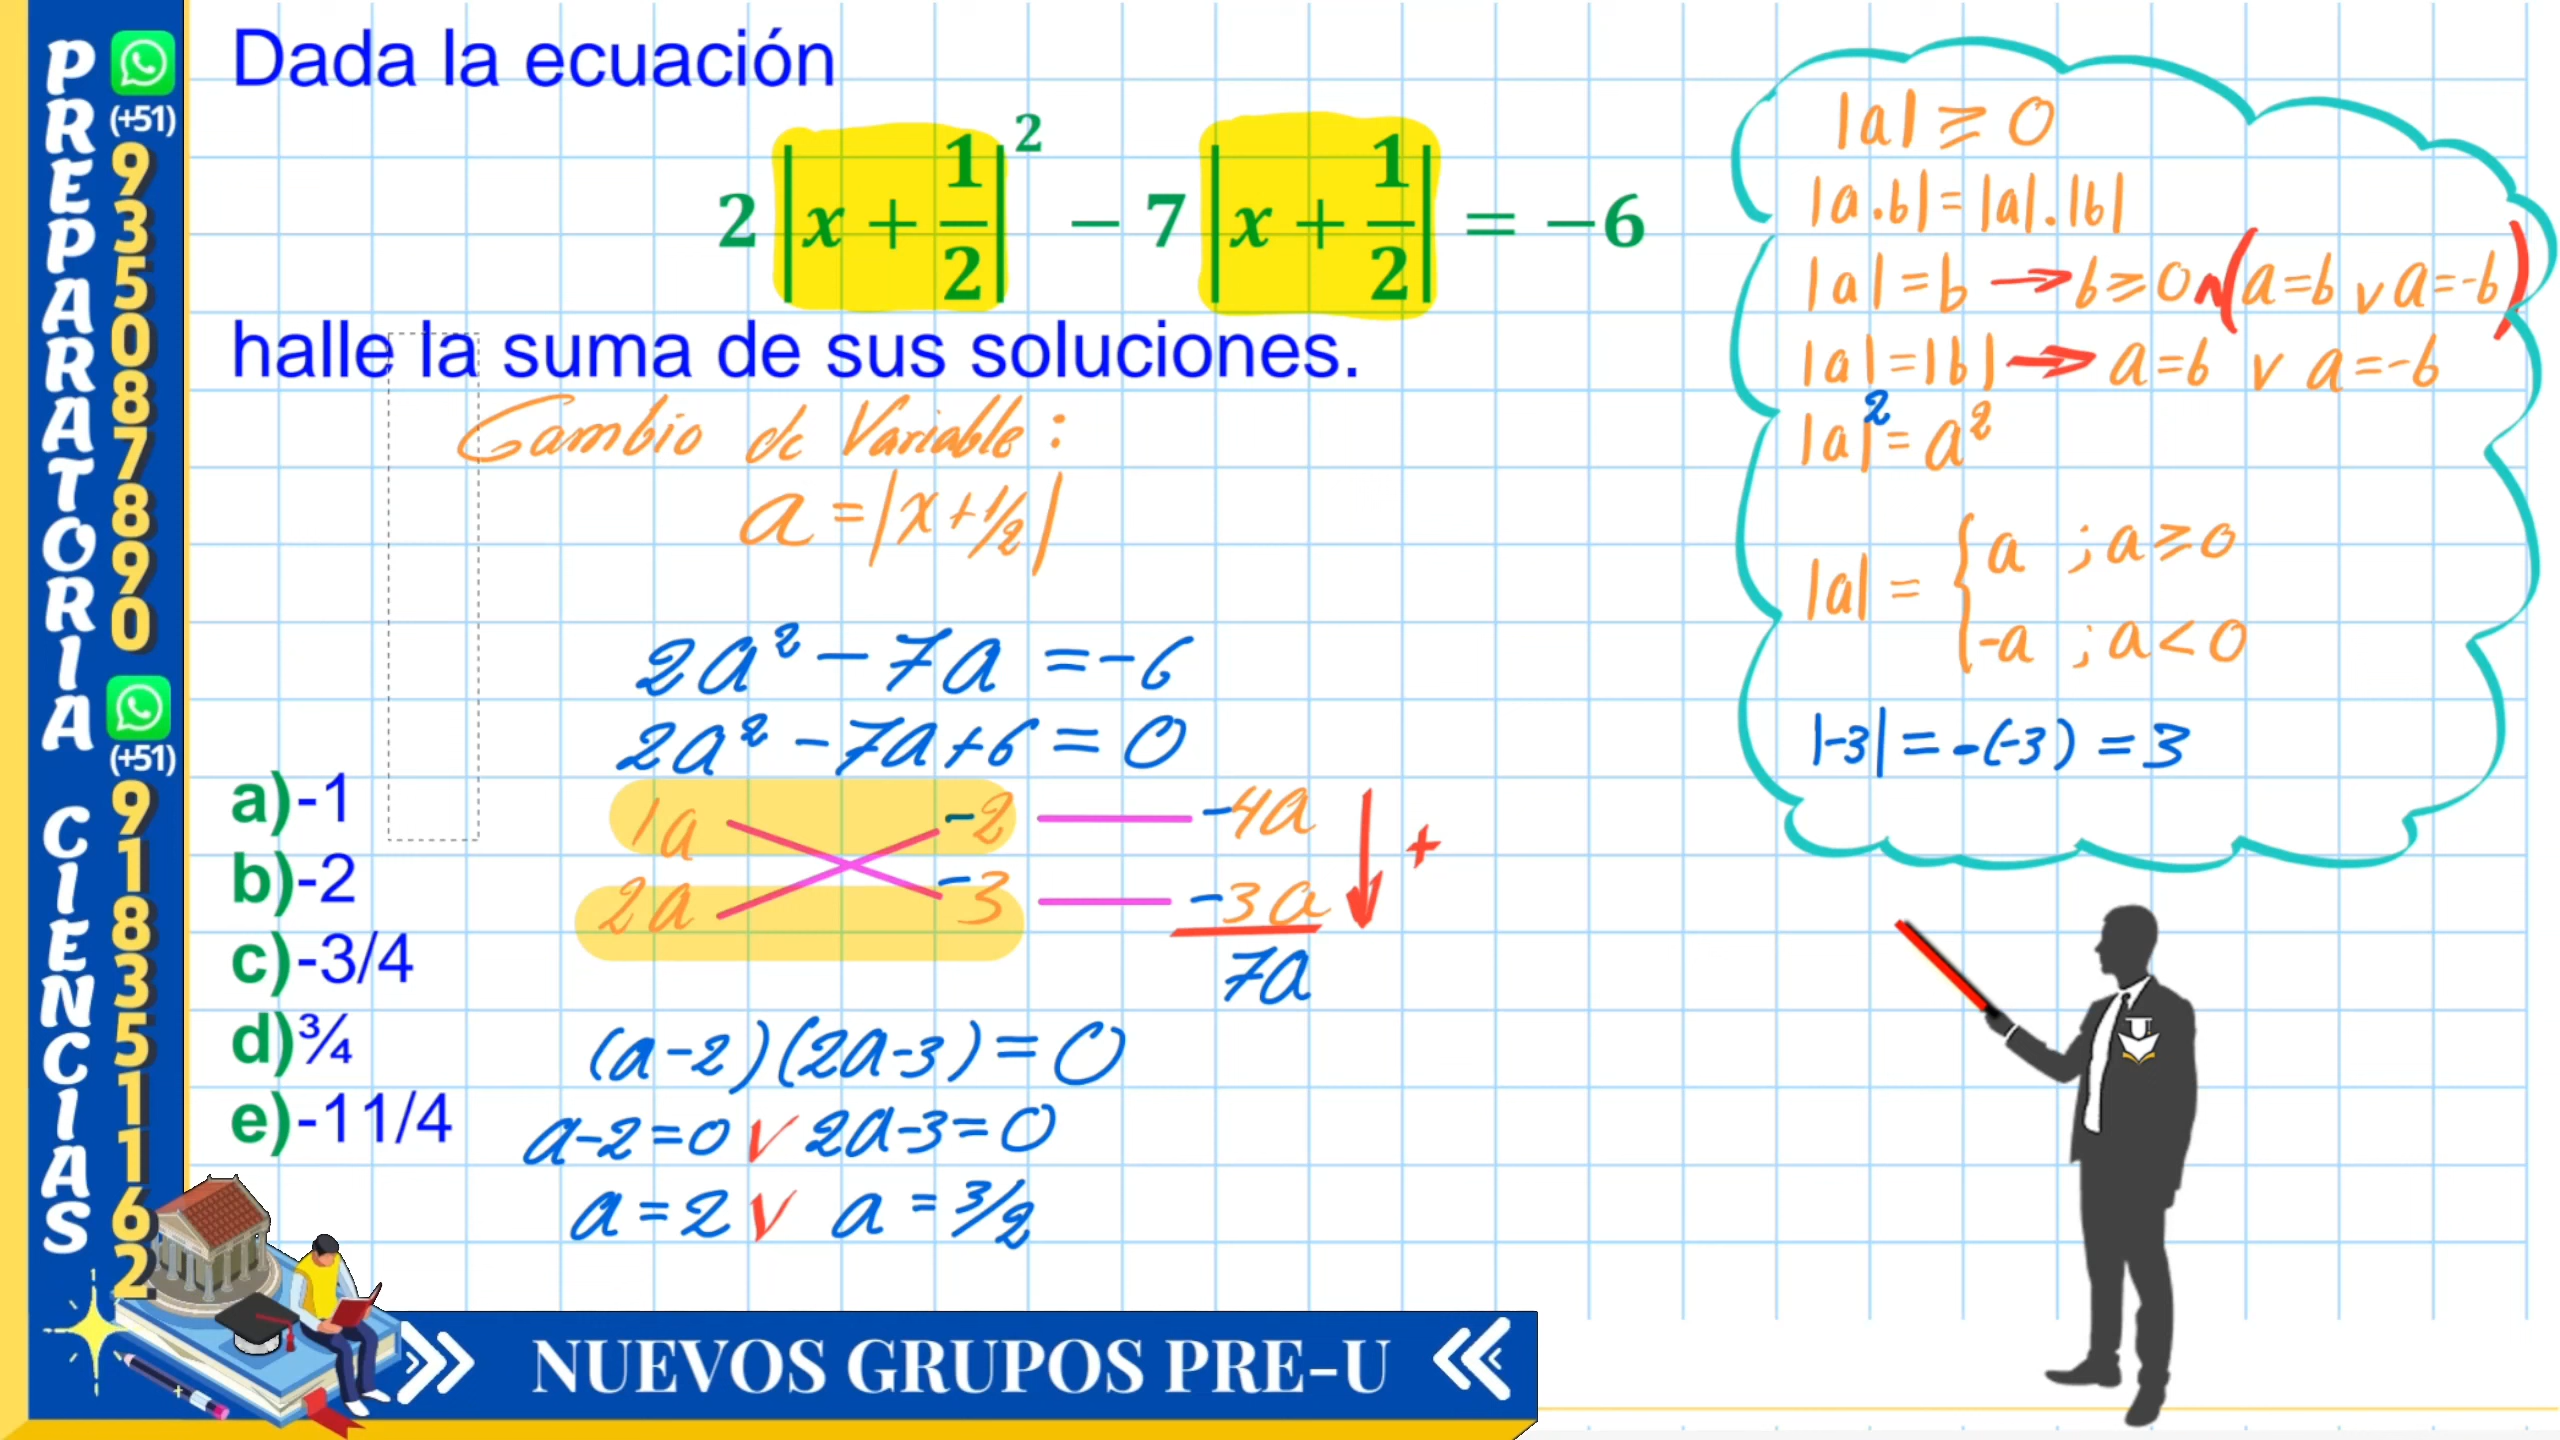 PREPARATORIA CIENCIAS
(+51)
935087890
(+51)
918351162
Dada la ecuación
2|x + 1/2|² − 7|x + 1/2| = −6
halle la suma de sus soluciones.
Cambio de Variable:
a = |x + 1/2|
2a² − 7a = −6
2a² − 7a + 6 = 0
1a −2 −4a
+
2a −3 −3a
7a
(a−2)(2a−3) = 0
a−2=0 v 2a−3=0
a = 2 v a = 3/2
a)-1
b)-2
c)-3/4
d)¾
e)-11/4
|a| ≥ 0
|a.b| = |a|.|b|
|a| = b → b ≥ 0 ∧ (a=b v a=-b)
|a| = |b| → a=b v a=-b
|a|² = a²
|a| = { a ; a ≥ 0
-a ; a < 0
|-3| = -(-3) = 3
NUEVOS GRUPOS PRE-U